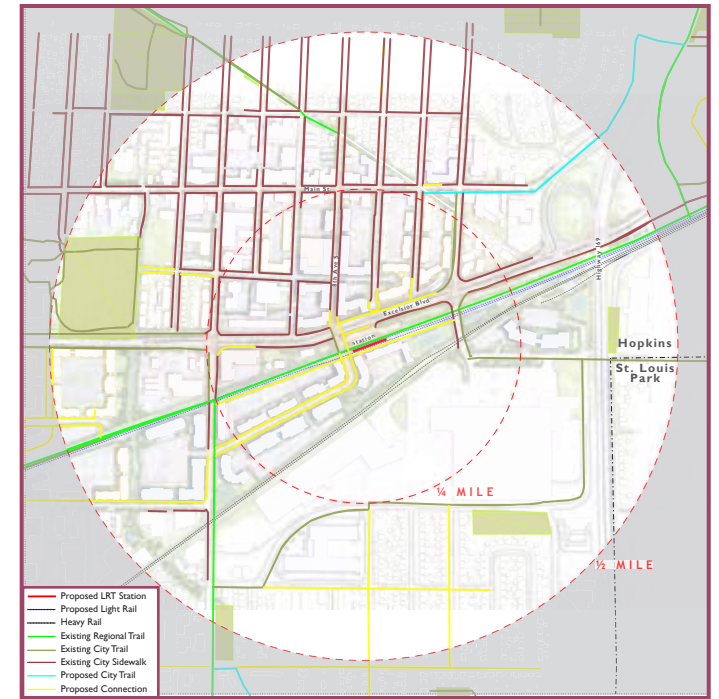 Main St.
8th Ave S
Highway 169
Excelsior Blvd
station
Hopkins
St. Louis
Park
¼ MILE
½ MILE
Proposed LRT Station
Proposed Light Rail
Heavy Rail
Existing Regional Trail
Existing City Trail
Existing City Sidewalk
Proposed City Trail
Proposed Connection